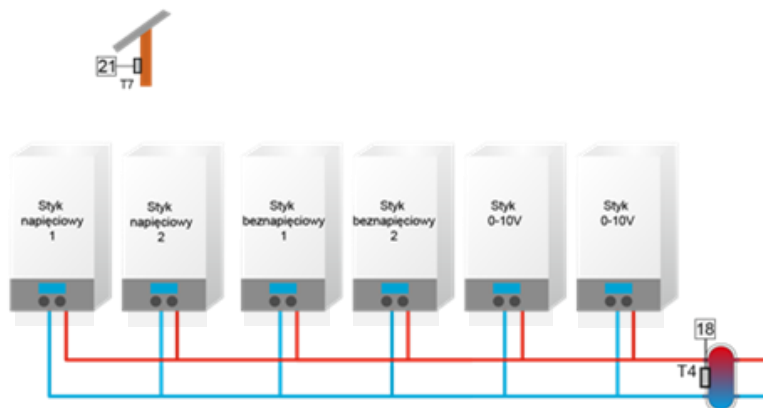 21
T7
Styk
napięciowy
1
Styk
napięciowy
2
Styk
beznapięciowy
1
Styk
beznapięciowy
2
Styk
0-10V
Styk
0-10V
18
T4